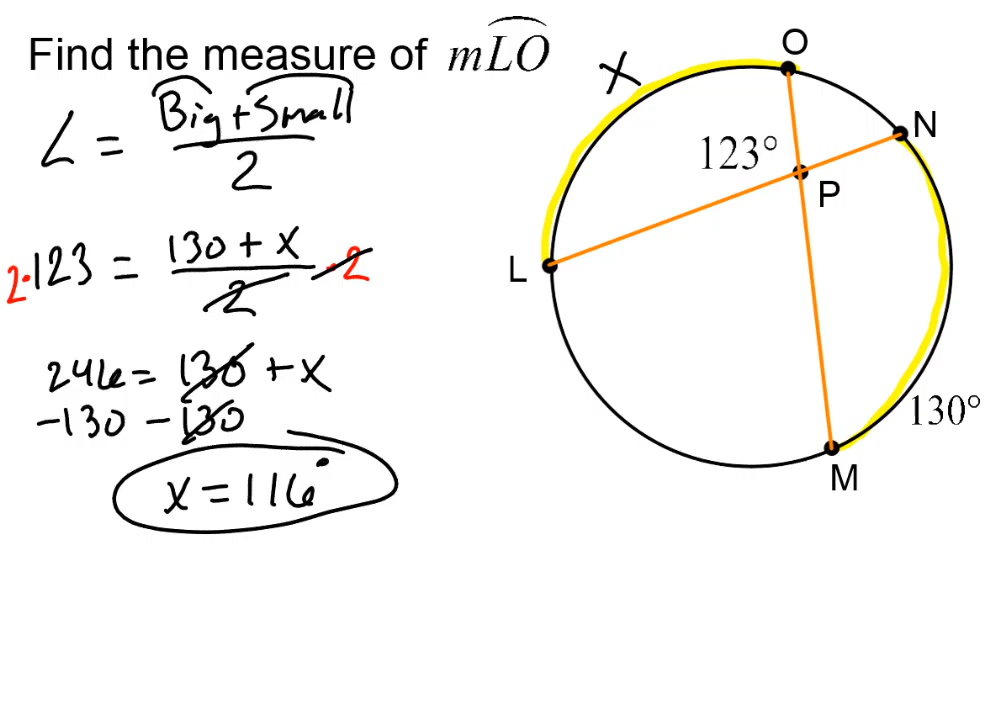 Find the measure of mLO
∠ = Big + Small / 2
2·123 = 130 + x / 2 ·2
246 = 130 + x
-130 - 130
x = 116°
X
O
N
123°
P
L
130°
M